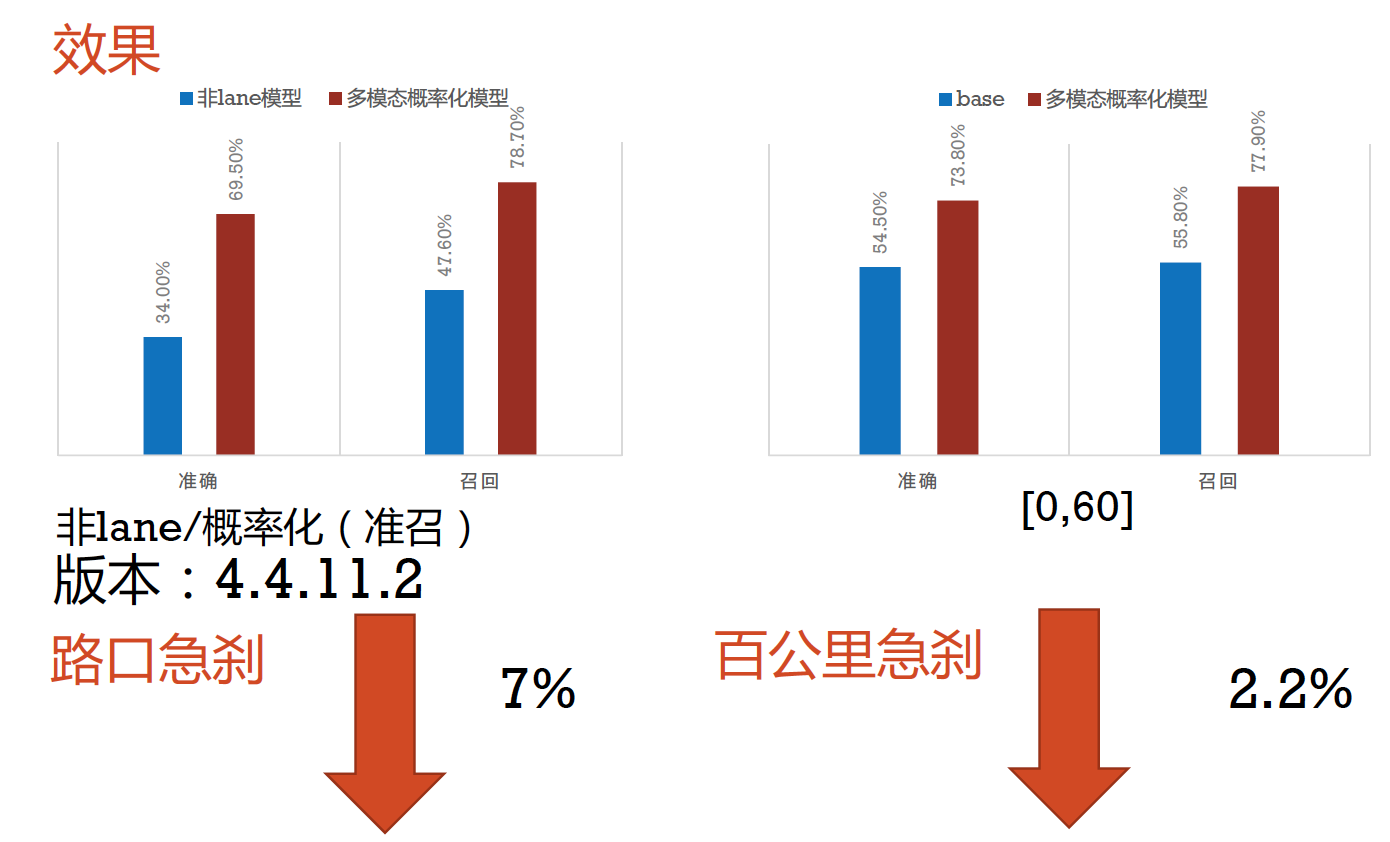 效果
非lane模型 多模态概率化模型
34.00%
69.50%
47.60%
78.70%
准确 召回
base 多模态概率化模型
54.50%
73.80%
55.80%
77.90%
准确 召回
[0,60]
非lane/概率化（准召）
版本：4.4.11.2
路口急刹
7%
百公里急刹
2.2%